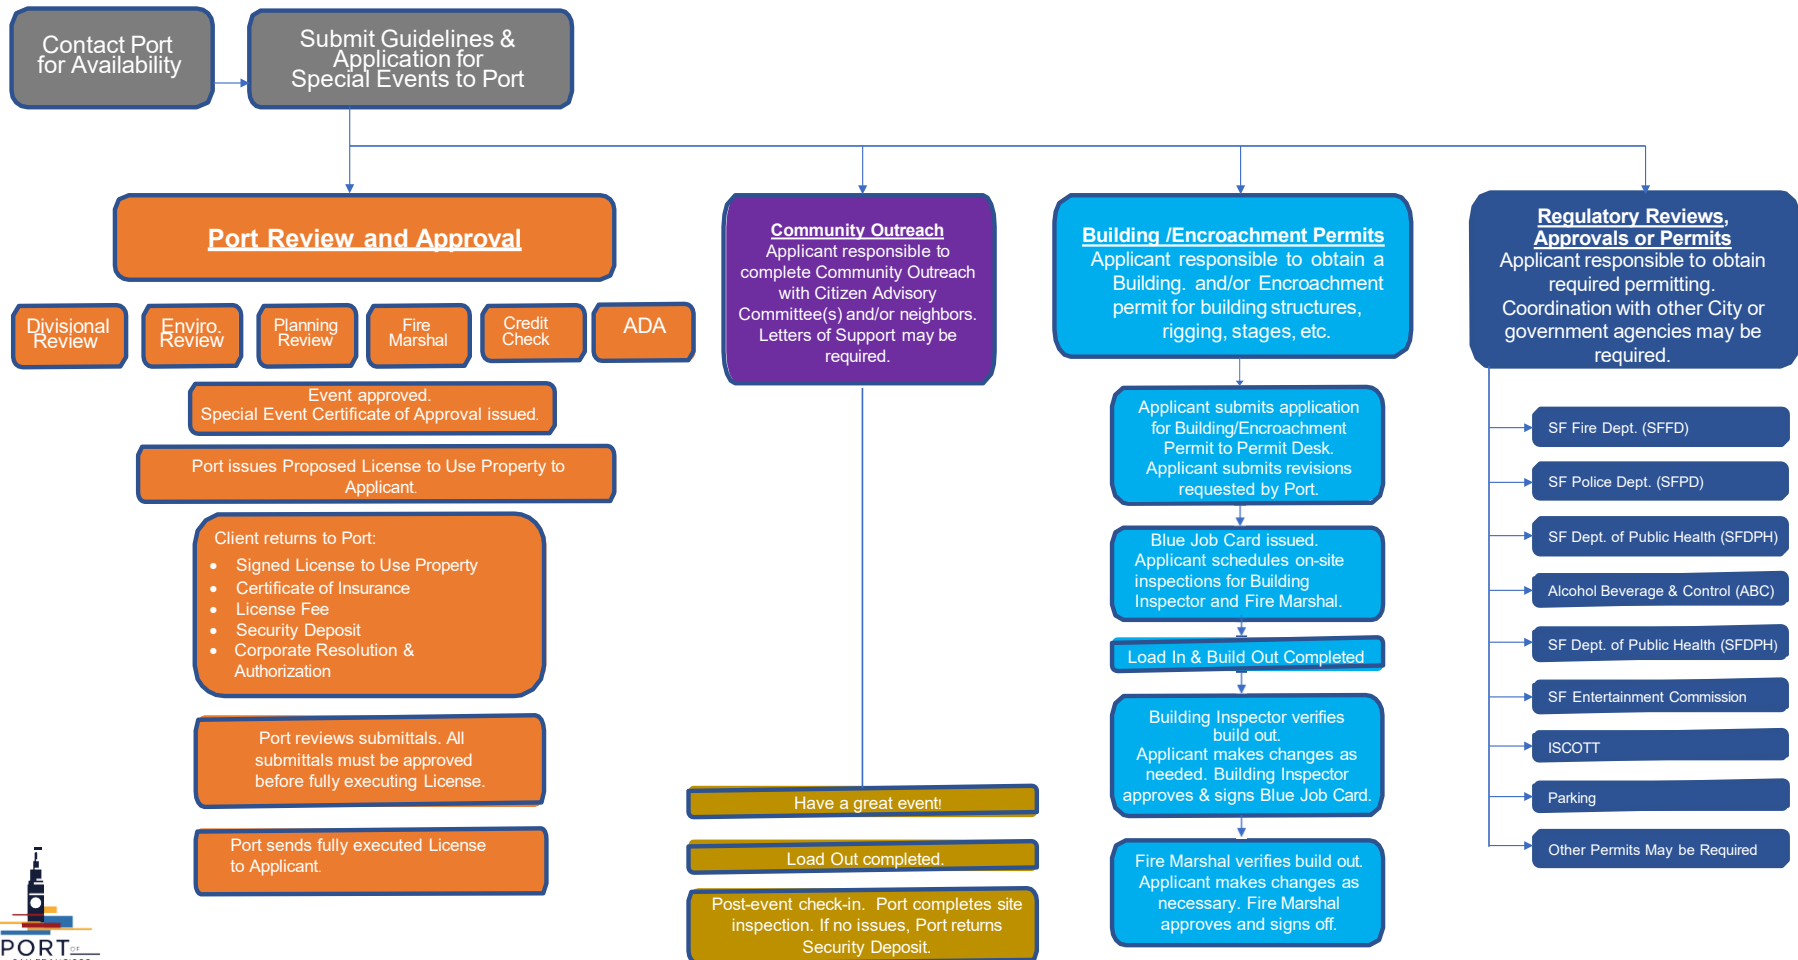 Contact Port
for Availability
Submit Guidelines &
Application for
Special Events to Port
Port Review and Approval
Divisional
Review
Enviro.
Review
Planning
Review
Fire
Marshal
Credit
Check
ADA
Event approved.
Special Event Certificate of Approval issued.
Port issues Proposed License to Use Property to
Applicant.
Client returns to Port:
• Signed License to Use Property
• Certificate of Insurance
• License Fee
• Security Deposit
• Corporate Resolution &
Authorization
Port reviews submittals. All
submittals must be approved
before fully executing License.
Port sends fully executed License
to Applicant.
Community Outreach
Applicant responsible to
complete Community Outreach
with Citizen Advisory
Committee(s) and/or neighbors.
Letters of Support may be
required.
Have a great event!
Load Out completed.
Post-event check-in. Port completes site
inspection. If no issues, Port returns
Security Deposit.
Building /Encroachment Permits
Applicant responsible to obtain a
Building. and/or Encroachment
permit for building structures,
rigging, stages, etc.
Applicant submits application
for Building/Encroachment
Permit to Permit Desk.
Applicant submits revisions
requested by Port.
Blue Job Card issued.
Applicant schedules on-site
inspections for Building
Inspector and Fire Marshal.
Load In & Build Out Completed
Building Inspector verifies
build out.
Applicant makes changes as
needed. Building Inspector
approves & signs Blue Job Card.
Fire Marshal verifies build out.
Applicant makes changes as
necessary. Fire Marshal
approves and signs off.
Regulatory Reviews,
Approvals or Permits
Applicant responsible to obtain
required permitting.
Coordination with other City or
government agencies may be
required.
SF Fire Dept. (SFFD)
SF Police Dept. (SFPD)
SF Dept. of Public Health (SFDPH)
Alcohol Beverage & Control (ABC)
SF Dept. of Public Health (SFDPH)
SF Entertainment Commission
ISCOTT
Parking
Other Permits May be Required
PORT OF
SAN FRANCISCO